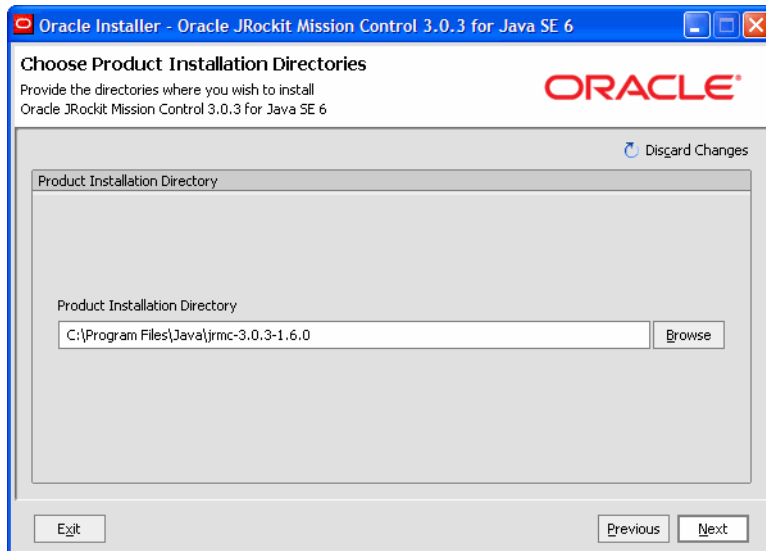 Oracle Installer - Oracle JRockit Mission Control 3.0.3 for Java SE 6
Choose Product Installation Directories
Provide the directories where you wish to install
Oracle JRockit Mission Control 3.0.3 for Java SE 6
ORACLE®
Discard Changes
Product Installation Directory
Product Installation Directory
C:\Program Files\Java\jrmc-3.0.3-1.6.0
Browse
Exit
Previous
Next